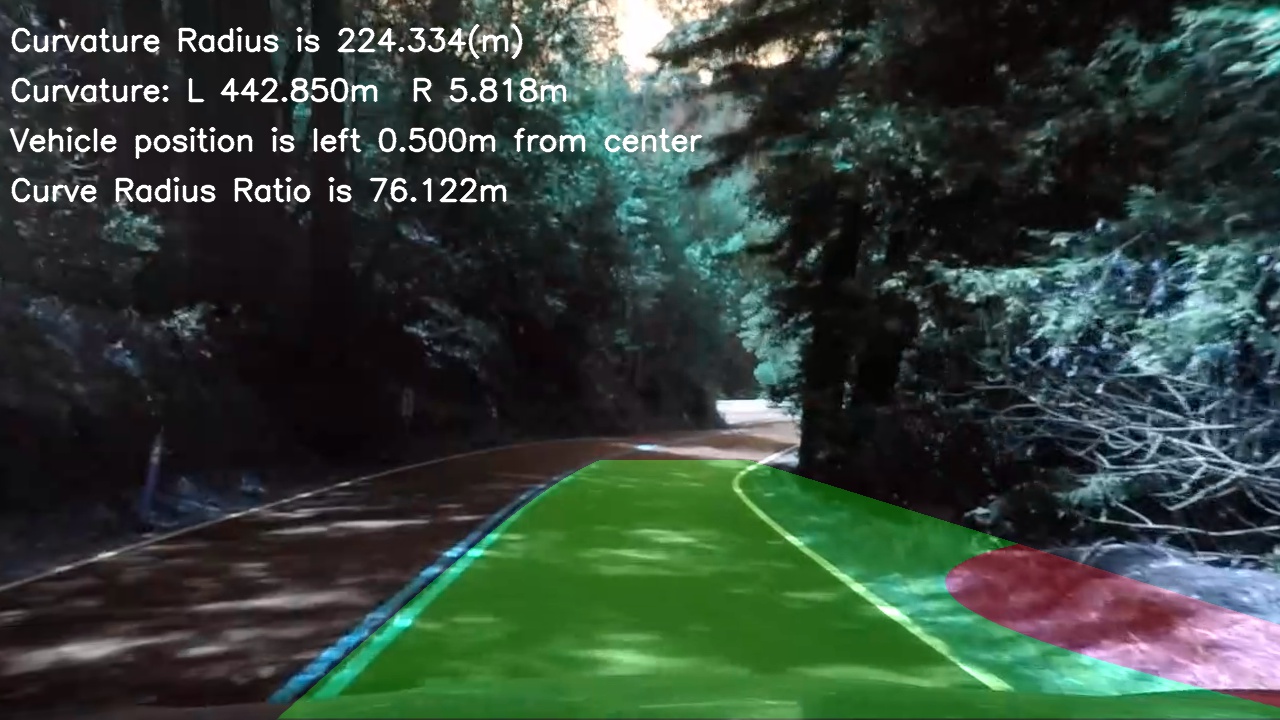 Curvature Radius is 224.334(m)
Curvature: L 442.850m R 5.818m
Vehicle position is left 0.500m from center
Curve Radius Ratio is 76.122m